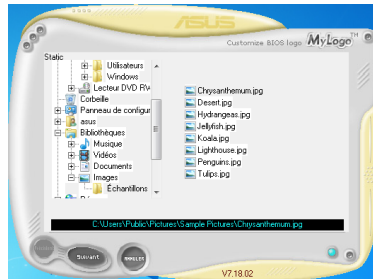 ASUS
Customize BIOS logo MyLogo™
Static
Utilisateurs
Windows
Lecteur DVD RW
Corbeille
Panneau de configur
asus
Bibliothèques
Musique
Vidéos
Documents
Images
Échantillons
Chrysanthemum.jpg
Desert.jpg
Hydrangeas.jpg
Jellyfish.jpg
Koala.jpg
Lighthouse.jpg
Penguins.jpg
Tulips.jpg
C:\Users\Public\Pictures\Sample Pictures\Chrysanthemum.jpg
Suivant
Annuler
V7.18.02